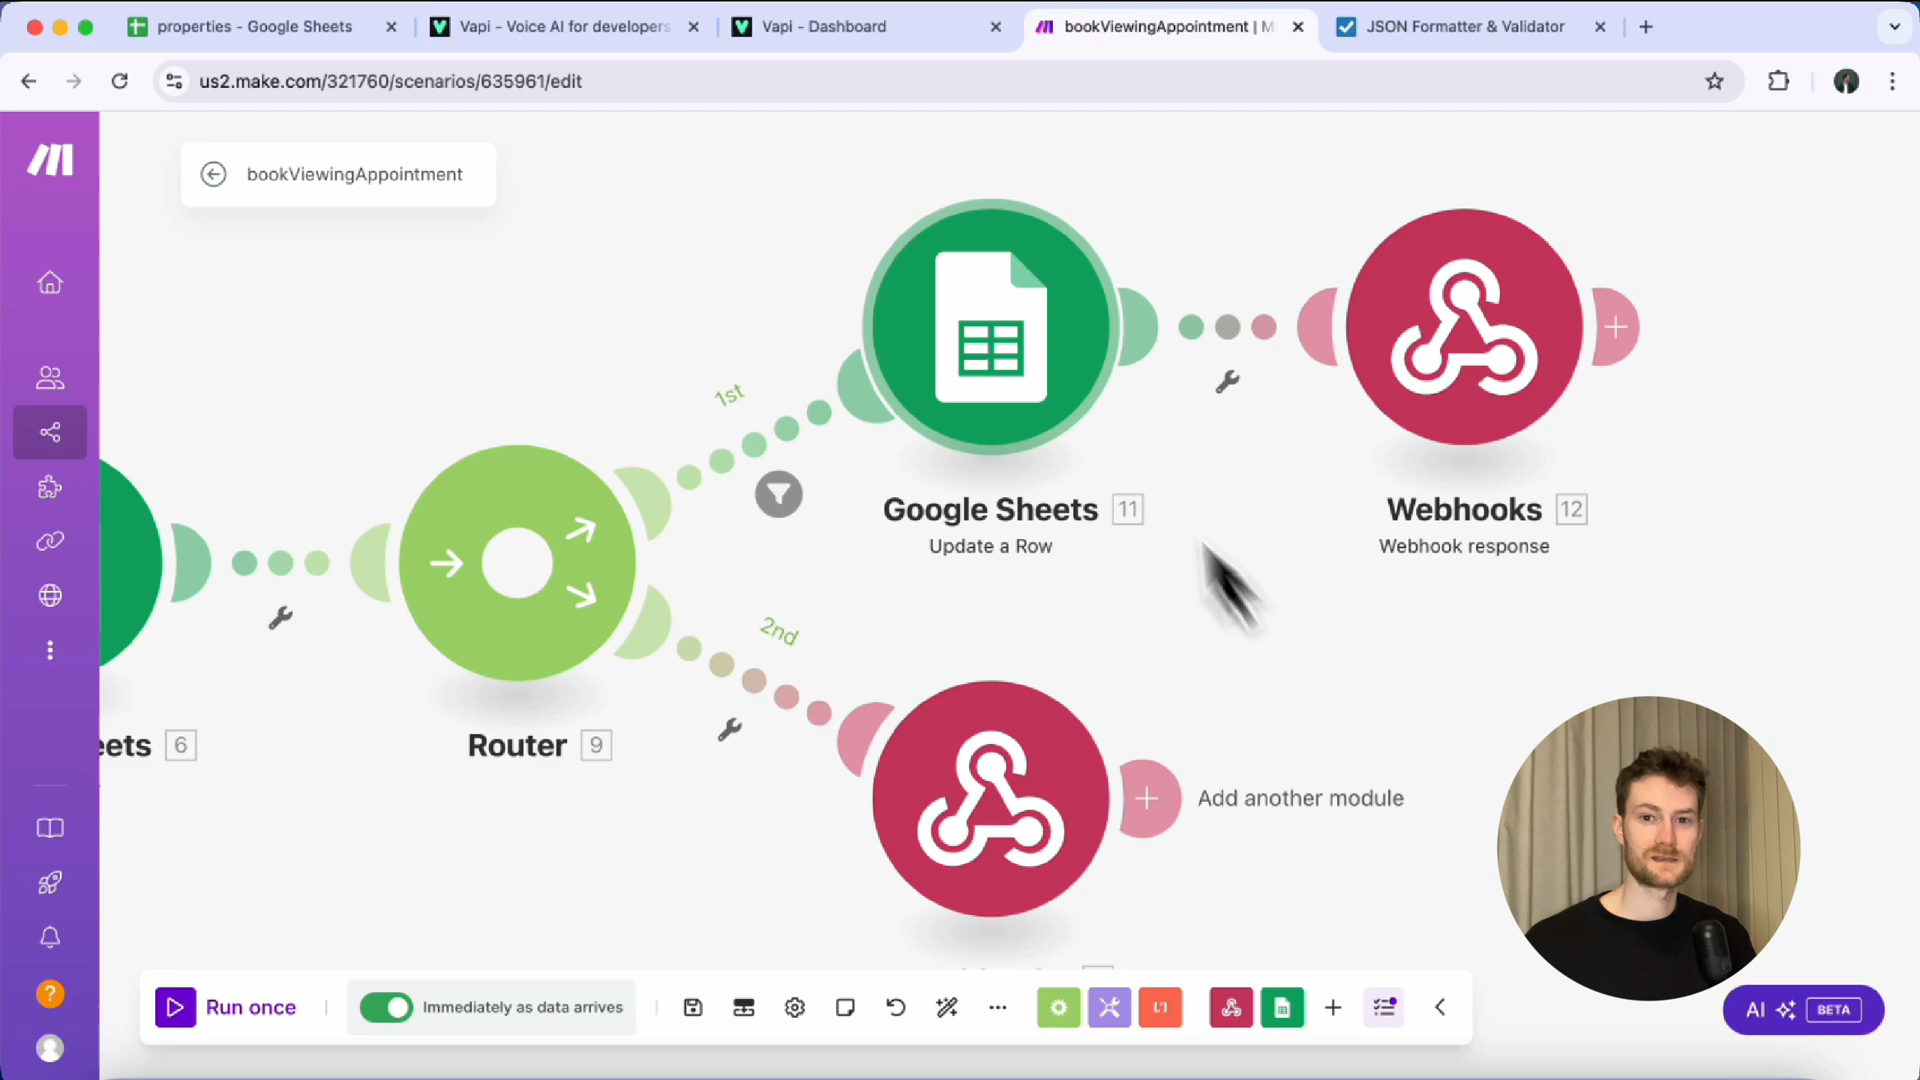 properties - Google Sheets
Vapi - Voice AI for developers
Vapi - Dashboard
bookViewingAppointment | M
JSON Formatter & Validator
us2.make.com/321760/scenarios/635961/edit
bookViewingAppointment
1st
Google Sheets 11
Update a Row
Webhooks 12
Webhook response
2nd
eets 6
Router 9
Add another module
Run once
Immediately as data arrives
AI BETA